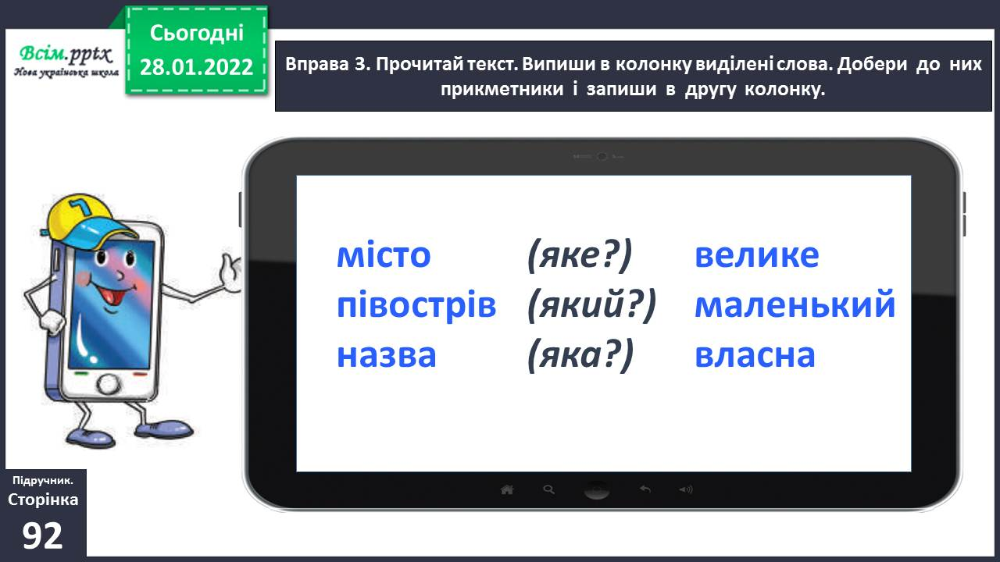 Всім.pptx
Нова українська школа
Сьогодні
28.01.2022
Вправа 3. Прочитай текст. Випиши в колонку виділені слова. Добери до них
прикметники і запиши в другу колонку.
місто (яке?) велике
півострів (який?) маленький
назва (яка?) власна
Підручник.
Сторінка
92